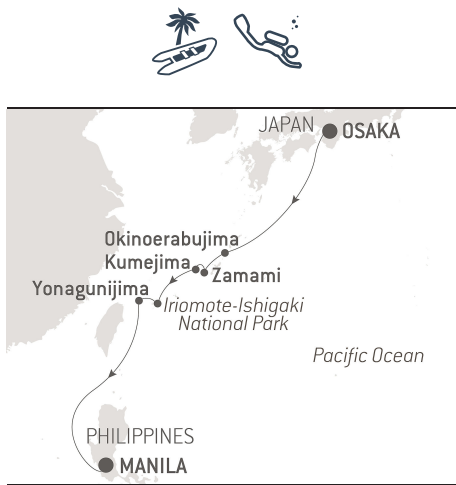 JAPAN
OSAKA
Okinoerabujima
Kumejima
Zamami
Yonagunijima
Iriomote-Ishigaki
National Park
Pacific Ocean
PHILIPPINES
MANILA